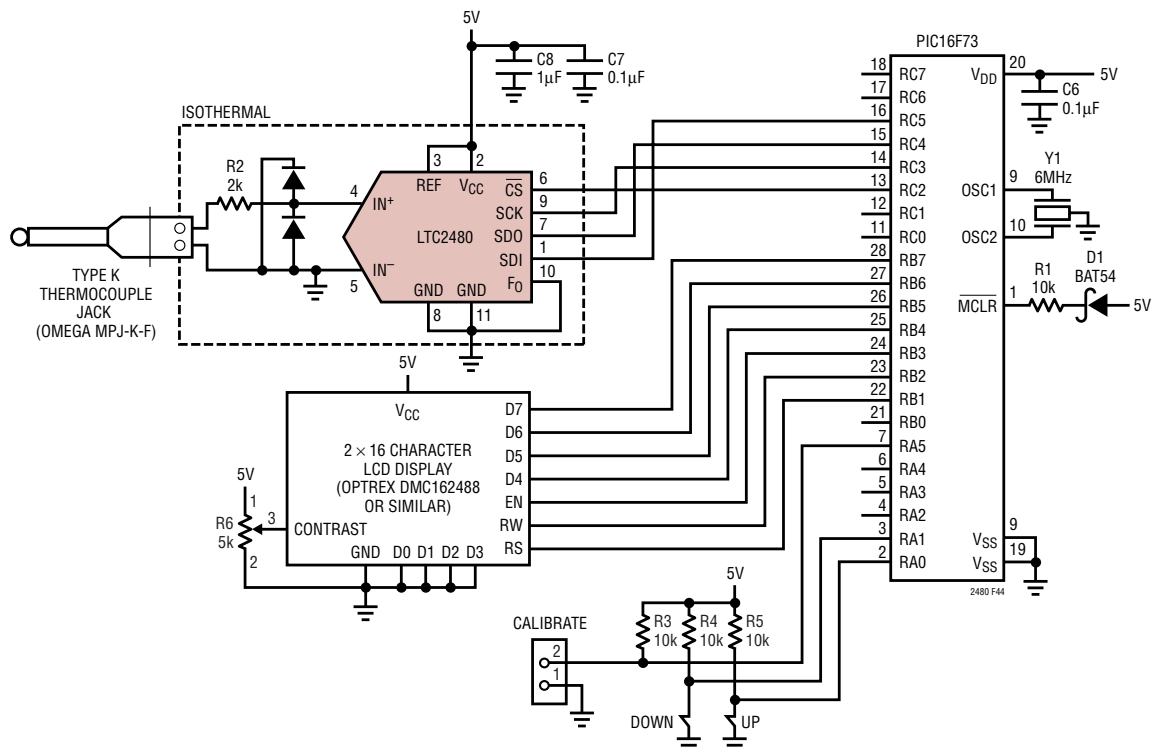 5V
C8
1µF
C7
0.1µF
ISOTHERMAL
R2
2k
3
2
REF
VCC
4
IN+
LTC2480
IN−
5
GND
GND
8
11
CS
6
SCK
9
SDO
7
SDI
1
FO
10
TYPE K
THERMOCOUPLE
JACK
(OMEGA MPJ-K-F)
PIC16F73
18
RC7
17
RC6
16
RC5
15
RC4
14
RC3
13
RC2
12
RC1
11
RC0
28
RB7
27
RB6
26
RB5
25
RB4
24
RB3
23
RB2
22
RB1
21
RB0
7
RA5
6
RA4
5
RA3
4
RA2
3
RA1
2
RA0
VDD
20
5V
C6
0.1µF
Y1
6MHz
OSC1
9
OSC2
10
MCLR
1
R1
10k
D1
BAT54
5V
VSS
9
VSS
19
2480 F44
5V
VCC
2 × 16 CHARACTER
LCD DISPLAY
(OPTREX DMC162488
OR SIMILAR)
D7
D6
D5
D4
EN
RW
RS
CONTRAST
GND
D0
D1
D2
D3
5V
1
R6
5k
3
2
CALIBRATE
2
1
5V
R3
10k
R4
10k
R5
10k
DOWN
UP